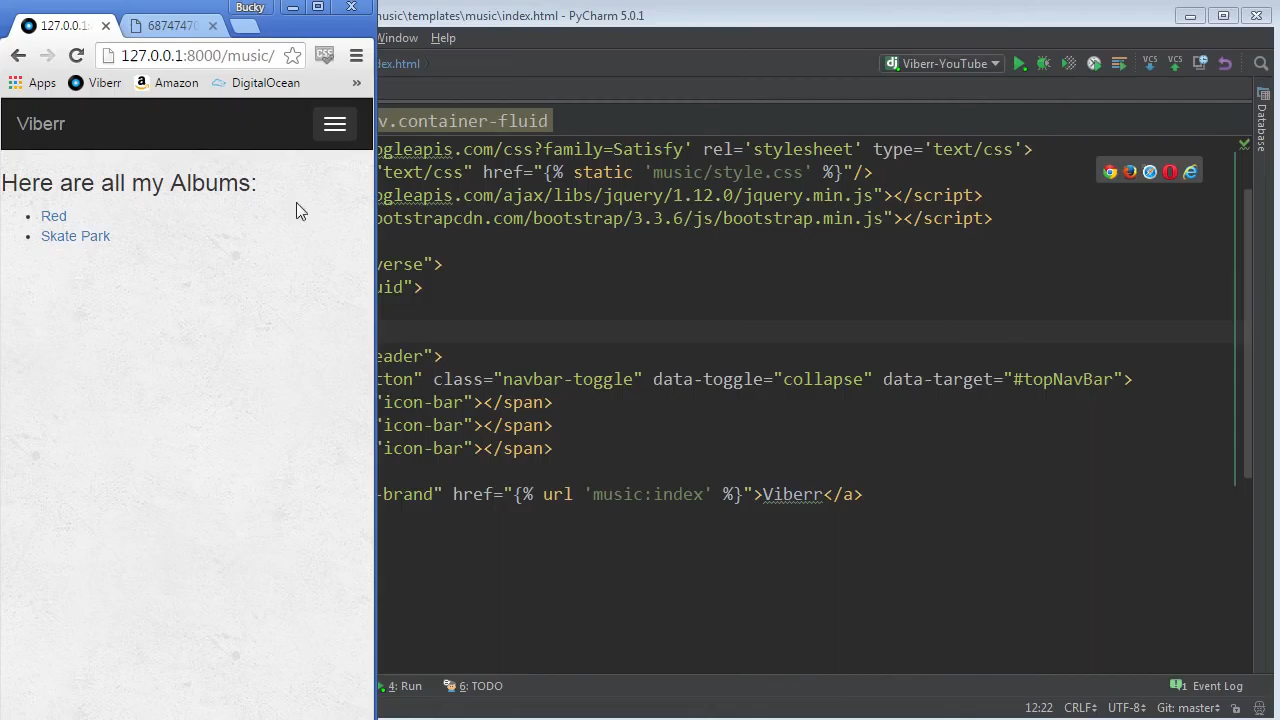 Bucky
127.0.0.1:
68747470
127.0.0.1:8000/music/
CSS
Apps
Viberr
Amazon
DigitalOcean
»
Viberr
Here are all my Albums:
Red
Skate Park
music\templates\music\index.html - PyCharm 5.0.1
Window Help
dex.html
dj Viberr-YouTube
VCS VCS
v.container-fluid
ogleapis.com/css?family=Satisfy' rel='stylesheet' type='text/css'>
"text/css" href="{% static 'music/style.css' %}"/>
ogleapis.com/ajax/libs/jquery/1.12.0/jquery.min.js"></script>
ootstrapcdn.com/bootstrap/3.3.6/js/bootstrap.min.js"></script>
verse">
uid">
eader">
tton" class="navbar-toggle" data-toggle="collapse" data-target="#topNavBar">
"icon-bar"></span>
"icon-bar"></span>
"icon-bar"></span>
-brand" href="{% url 'music:index' %}">Viberr</a>
Database
4: Run
6: TODO
1 Event Log
12:22 CRLF UTF-8 Git: master